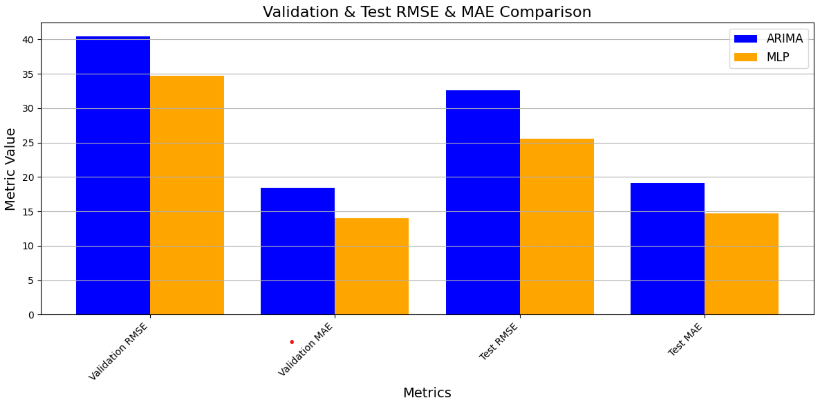 Validation & Test RMSE & MAE Comparison
ARIMA
MLP
Metric Value
40
35
30
25
20
15
10
5
0
Validation RMSE
Validation MAE
Test RMSE
Test MAE
Metrics